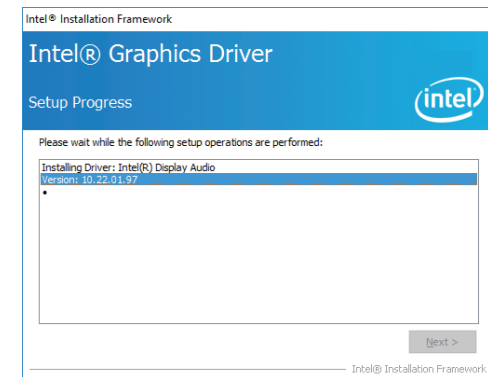 Intel® Installation Framework
Intel® Graphics Driver
Setup Progress
intel
Please wait while the following setup operations are performed:
Installing Driver: Intel(R) Display Audio
Version: 10.22.01.97
•
Next >
Intel® Installation Framework